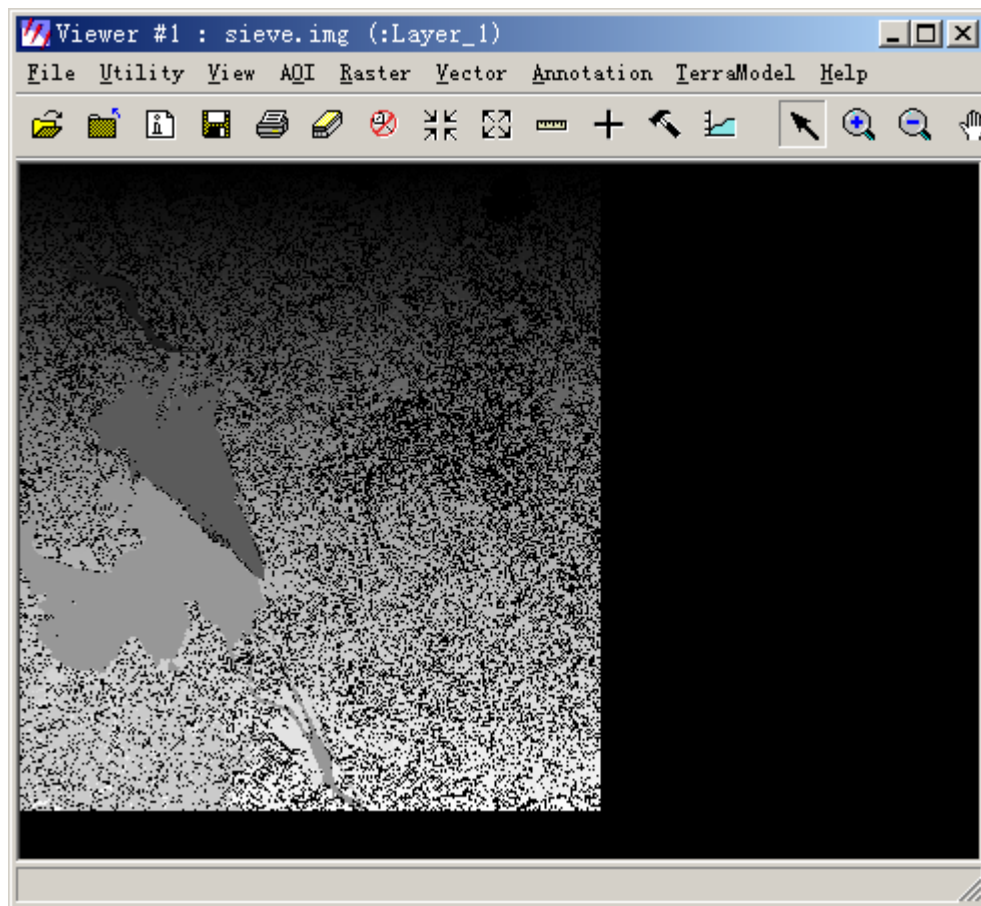 Viewer #1 : sieve.img (:Layer_1)
File Utility View AOI Raster Vector Annotation TerraModel Help